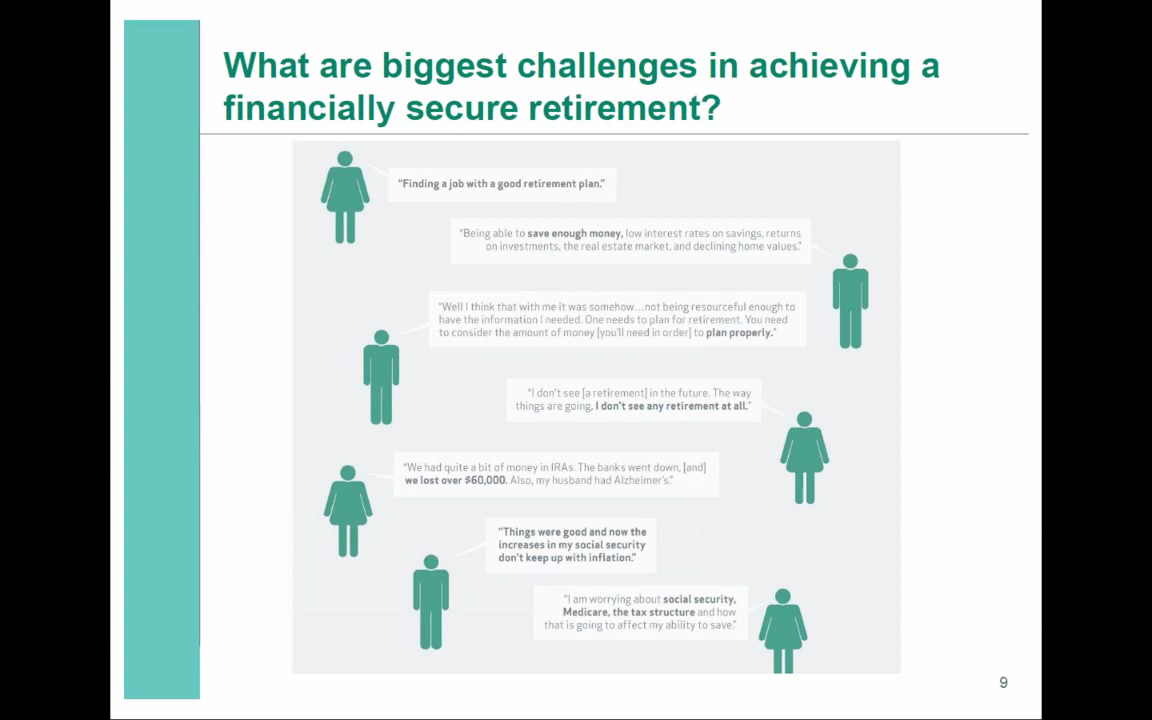 What are biggest challenges in achieving a
financially secure retirement?
“Finding a job with a good retirement plan.”
“Being able to save enough money, low interest rates on savings, returns
on investments, the real estate market, and declining home values.”
“Well I think that with me it was somehow...not being resourceful enough to
have the information I needed. One needs to plan for retirement. You need
to consider the amount of money [you'll need in order] to plan properly.”
“I don't see [a retirement] in the future. The way
things are going, I don't see any retirement at all.”
“We had quite a bit of money in IRAs. The banks went down, [and]
we lost over $60,000. Also, my husband had Alzheimer's.”
“Things were good and now the
increases in my social security
don't keep up with inflation.”
“I am worrying about social security,
Medicare, the tax structure and how
that is going to affect my ability to save.”
9